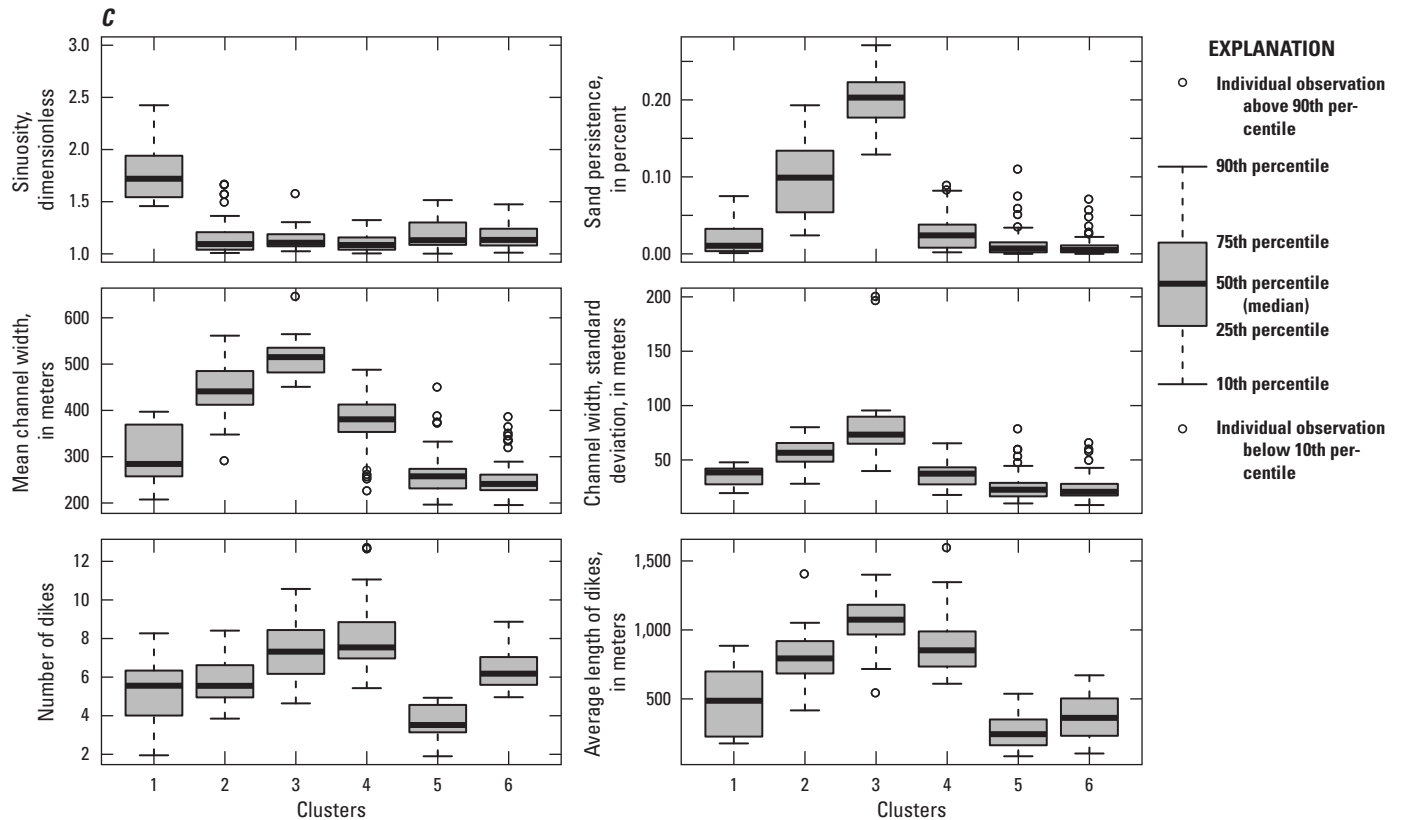 C
Sinuosity,
dimensionless
3.0
2.5
2.0
1.5
1.0
Sand persistence,
in percent
0.20
0.10
0.00
Mean channel width,
in meters
600
500
400
300
200
Channel width, standard
deviation, in meters
200
150
100
50
Number of dikes
12
10
8
6
4
2
1 2 3 4 5 6
Clusters
Average length of dikes,
in meters
1,500
1,000
500
1 2 3 4 5 6
Clusters
EXPLANATION
Individual observation
above 90th per-
centile
90th percentile
75th percentile
50th percentile
(median)
25th percentile
10th percentile
Individual observation
below 10th per-
centile